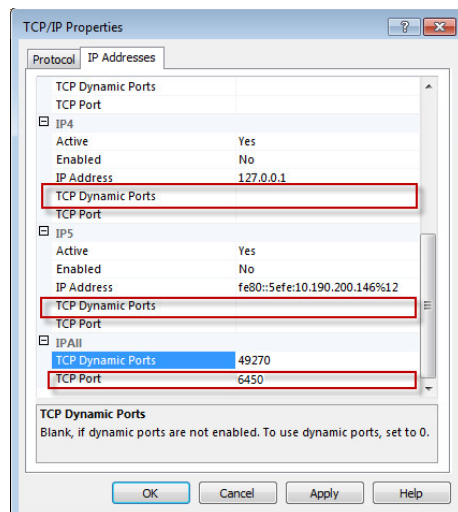 TCP/IP Properties
Protocol IP Addresses
TCP Dynamic Ports
TCP Port
IP4
Active Yes
Enabled No
IP Address 127.0.0.1
TCP Dynamic Ports
TCP Port
IP5
Active Yes
Enabled No
IP Address fe80::5efe:10.190.200.146%12
TCP Dynamic Ports
TCP Port
IPAll
TCP Dynamic Ports 49270
TCP Port 6450
TCP Dynamic Ports
Blank, if dynamic ports are not enabled. To use dynamic ports, set to 0.
OK Cancel Apply Help